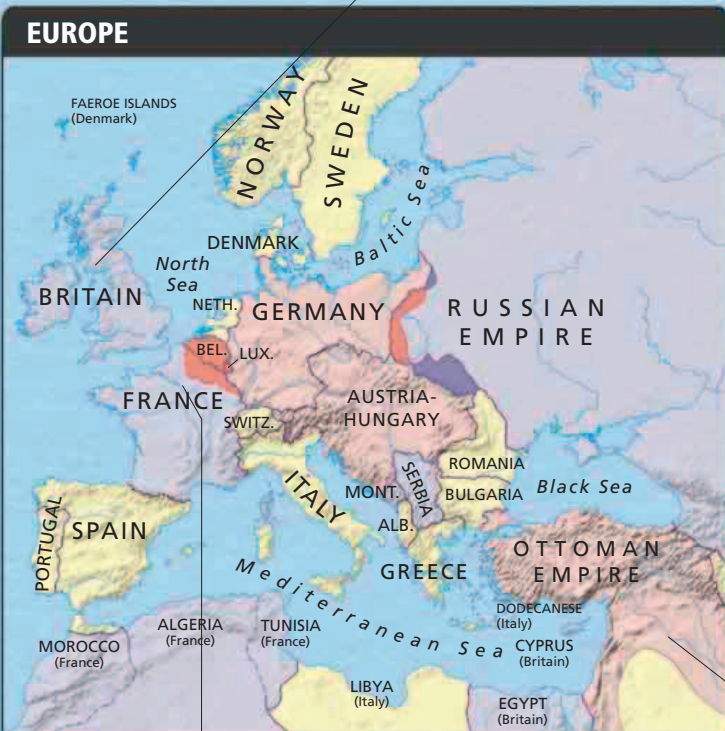 EUROPE
FAEROE ISLANDS
(Denmark)
NORWAY
SWEDEN
Baltic Sea
DENMARK
North
Sea
BRITAIN
NETH.
GERMANY
RUSSIAN
EMPIRE
BEL.
LUX.
FRANCE
AUSTRIA-
HUNGARY
SWITZ.
ROMANIA
SERBIA
ITALY
MONT.
BULGARIA
Black Sea
PORTUGAL
SPAIN
ALB.
OTTOMAN
EMPIRE
GREECE
Mediterranean Sea
DODECANESE
(Italy)
ALGERIA
(France)
TUNISIA
(France)
MOROCCO
(France)
CYPRUS
(Britain)
LIBYA
(Italy)
EGYPT
(Britain)